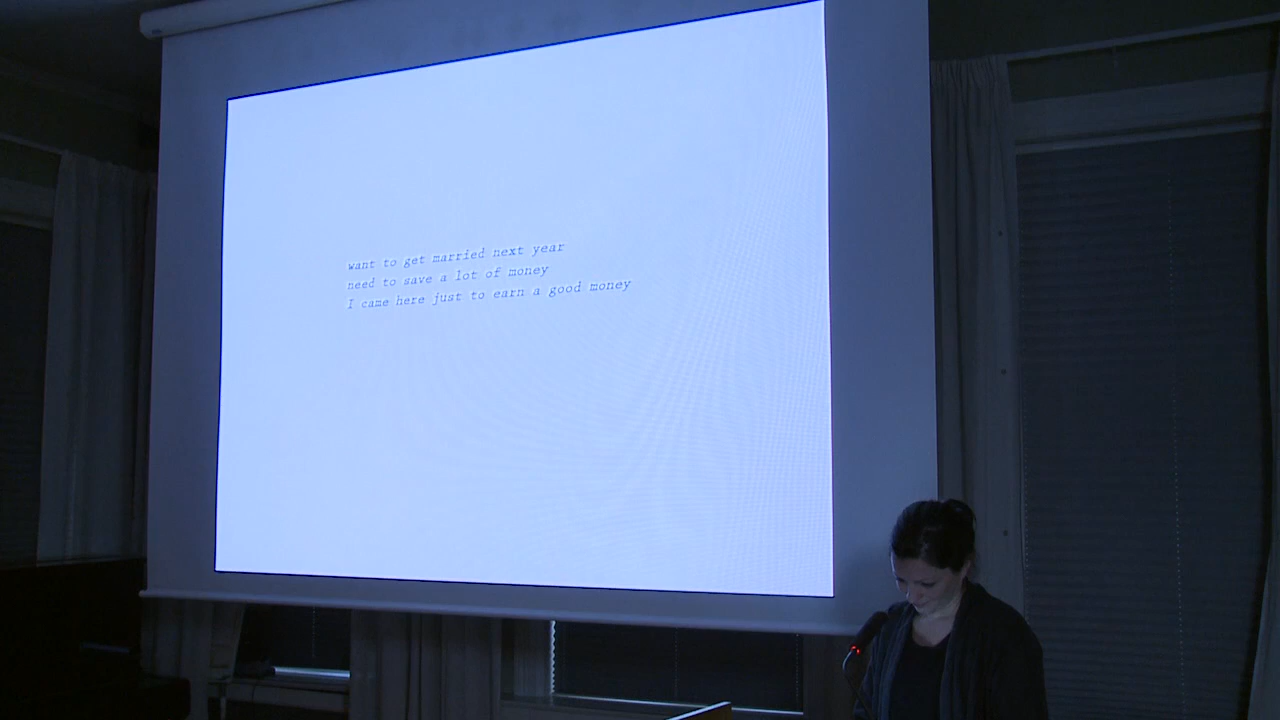 want to get married next year
need to save a lot of money
I came here just to earn a good money